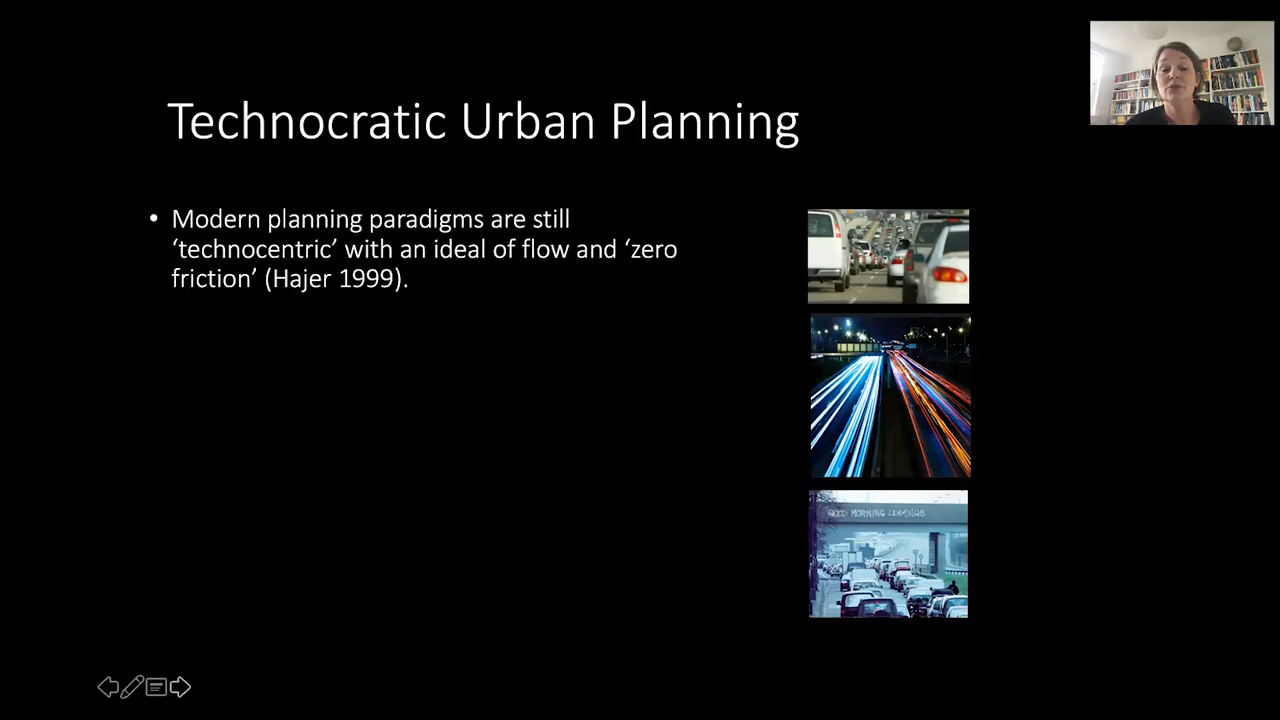 Technocratic Urban Planning
• Modern planning paradigms are still
‘technocentric’ with an ideal of flow and ‘zero
friction’ (Hajer 1999).
GOOD MORNING LEMMINGS